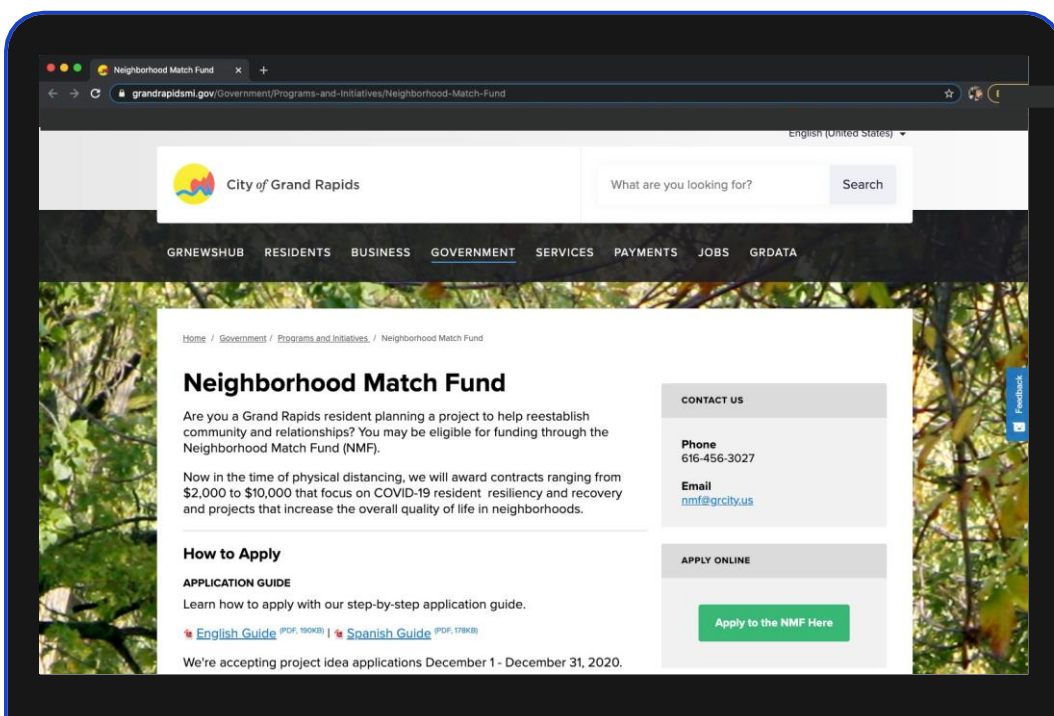 Neighborhood Match Fund
grandrapidsmi.gov/Government/Programs-and-Initiatives/Neighborhood-Match-Fund
English (United States)
City of Grand Rapids
What are you looking for?
Search
GRNEWSHUB RESIDENTS BUSINESS GOVERNMENT SERVICES PAYMENTS JOBS GRDATA
Home / Government / Programs and Initiatives / Neighborhood Match Fund
Neighborhood Match Fund
Are you a Grand Rapids resident planning a project to help reestablish
community and relationships? You may be eligible for funding through the
Neighborhood Match Fund (NMF).
Now in the time of physical distancing, we will award contracts ranging from
$2,000 to $10,000 that focus on COVID-19 resident resiliency and recovery
and projects that increase the overall quality of life in neighborhoods.
How to Apply
APPLICATION GUIDE
Learn how to apply with our step-by-step application guide.
English Guide (PDF, 190KB) | Spanish Guide (PDF, 178KB)
We're accepting project idea applications December 1 - December 31, 2020.
CONTACT US
Phone
616-456-3027
Email
nmf@grcity.us
APPLY ONLINE
Apply to the NMF Here
Feedback